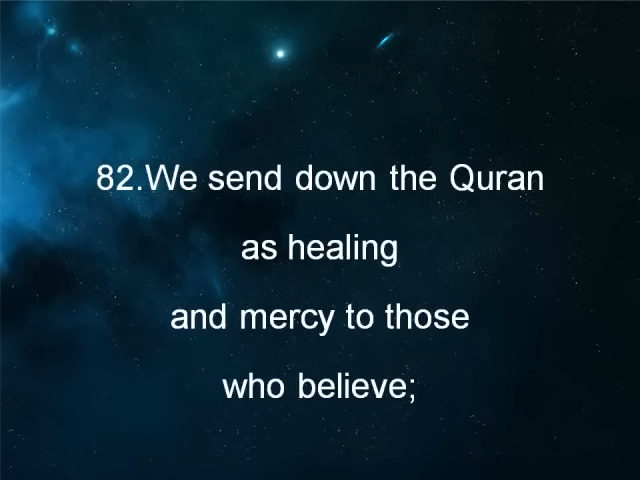 82.We send down the Quran
as healing
and mercy to those
who believe;